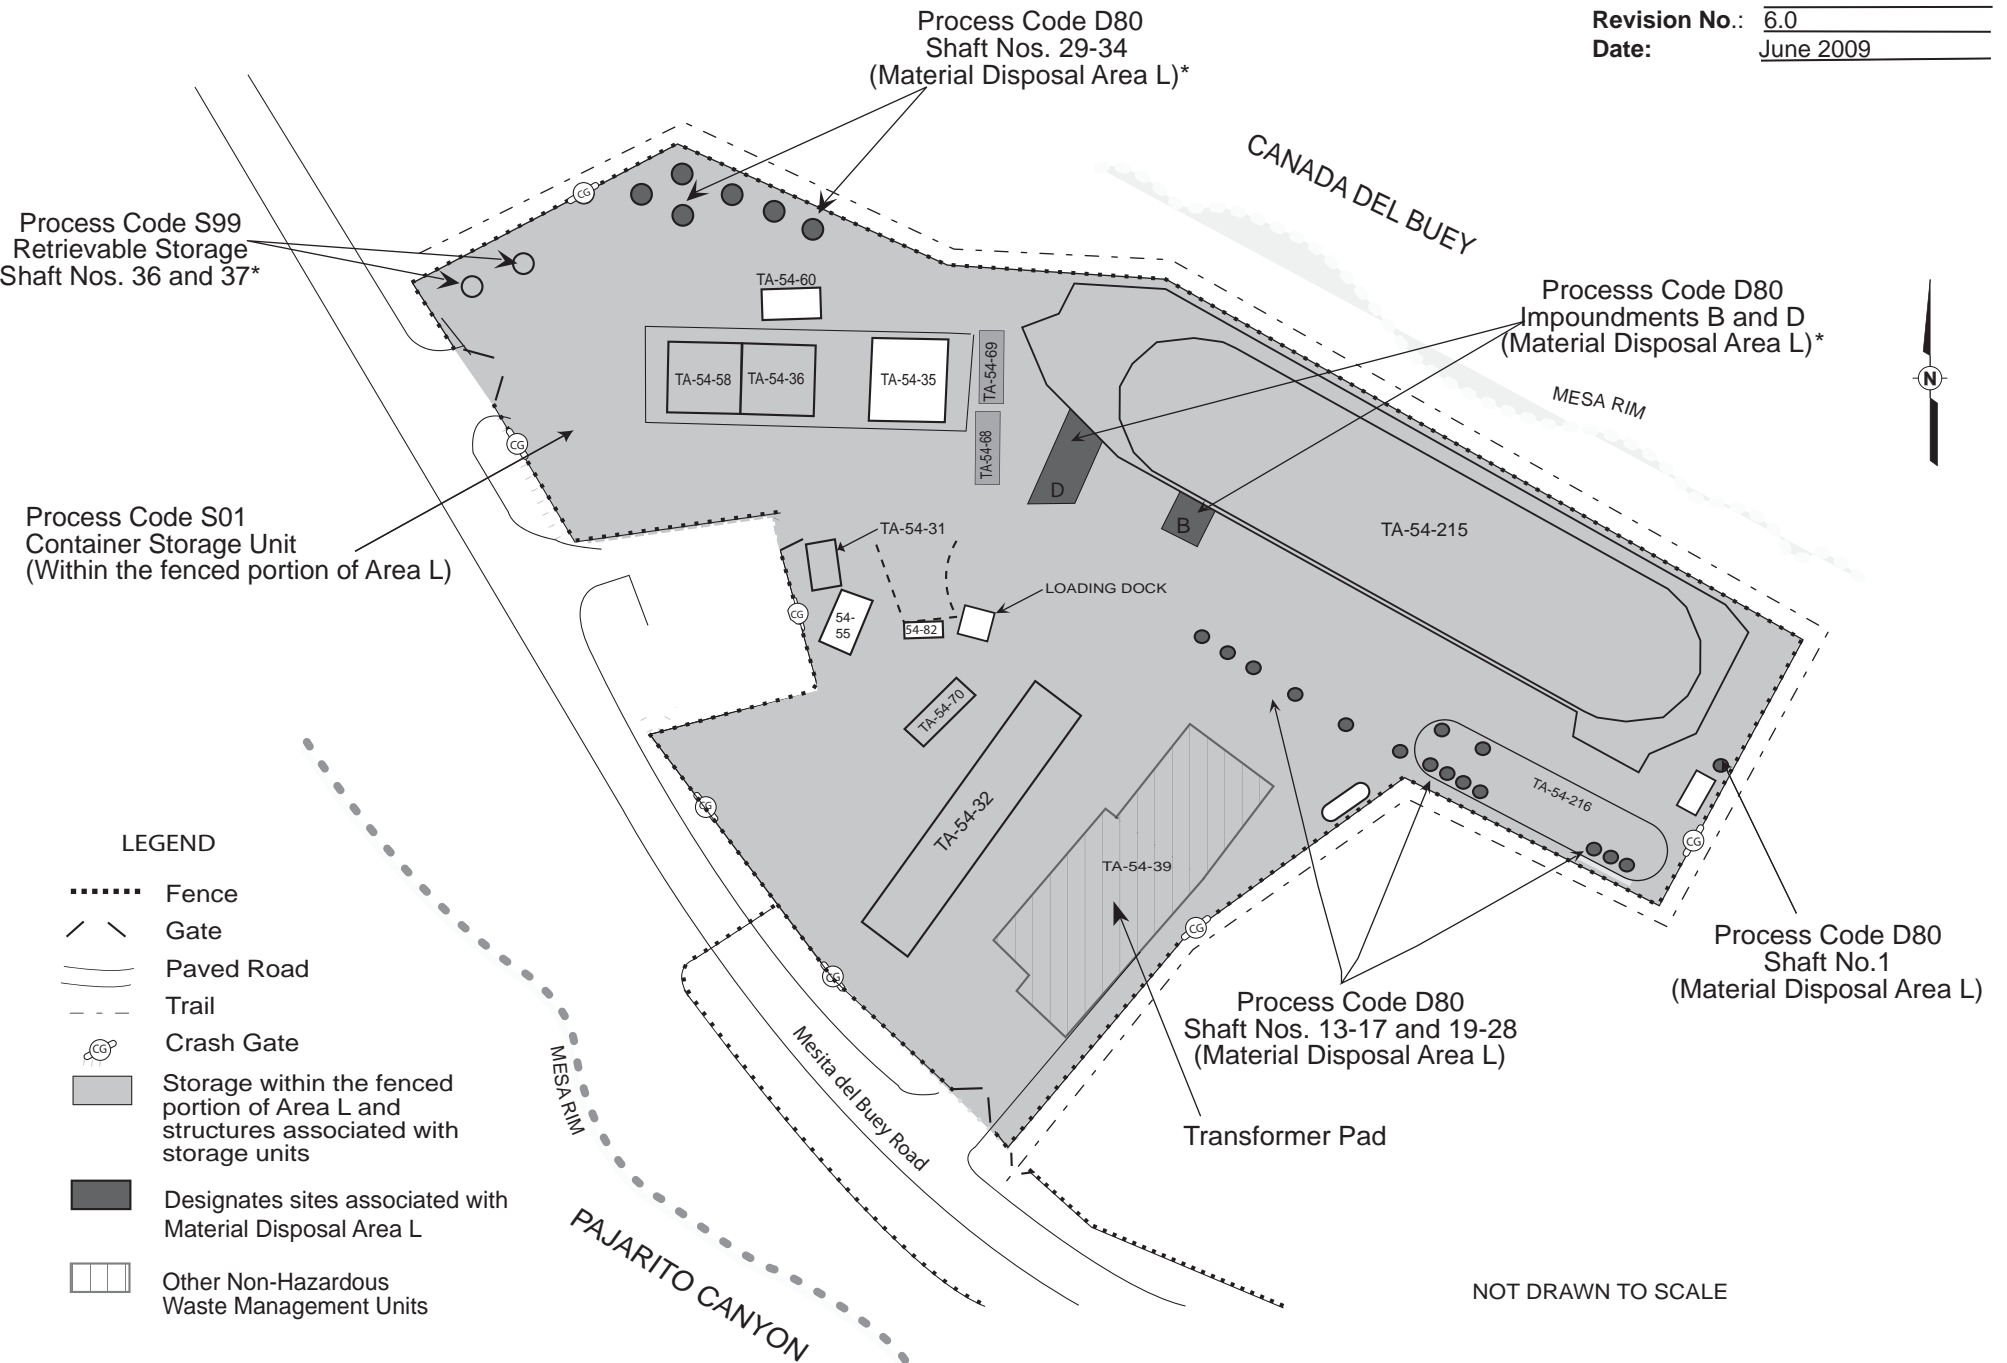 Revision No.: 6.0
Date: June 2009
Process Code D80
Shaft Nos. 29-34
(Material Disposal Area L)*
CANADA DEL BUEY
Process Code S99
Retrievable Storage
Shaft Nos. 36 and 37*
CG
TA-54-60
Processs Code D80
Impoundments B and D
(Material Disposal Area L)*
TA-54-58
TA-54-36
TA-54-35
TA-54-69
TA-54-68
MESA RIM
N
CG
D
B
TA-54-215
Process Code S01
Container Storage Unit
(Within the fenced portion of Area L)
TA-54-31
LOADING DOCK
CG
54-
55
54-82
TA-54-70
TA-54-32
TA-54-39
TA-54-216
CG
CG
CG
CG
Process Code D80
Shaft No.1
(Material Disposal Area L)
Process Code D80
Shaft Nos. 13-17 and 19-28
(Material Disposal Area L)
Transformer Pad
Mesita del Buey Road
MESA RIM
PAJARITO CANYON
LEGEND
Fence
Gate
Paved Road
Trail
CG
Crash Gate
Storage within the fenced
portion of Area L and
structures associated with
storage units
Designates sites associated with
Material Disposal Area L
Other Non-Hazardous
Waste Management Units
NOT DRAWN TO SCALE